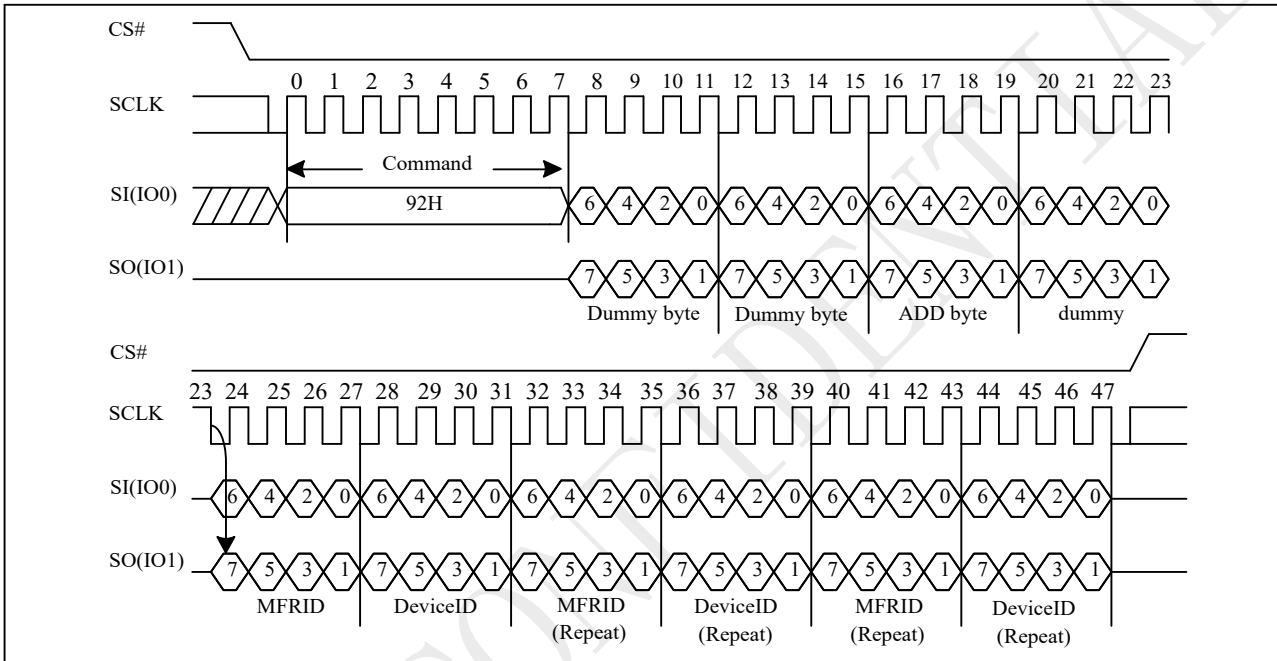 CS#
0 1 2 3 4 5 6 7 8 9 10 11 12 13 14 15 16 17 18 19 20 21 22 23
SCLK
Command
SI(IO0) 92H 6 4 2 0 6 4 2 0 6 4 2 0 6 4 2 0
SO(IO1) 7 5 3 1 7 5 3 1 7 5 3 1 7 5 3 1
Dummy byte Dummy byte ADD byte dummy
CS#
23 24 25 26 27 28 29 30 31 32 33 34 35 36 37 38 39 40 41 42 43 44 45 46 47
SCLK
SI(IO0) 6 4 2 0 6 4 2 0 6 4 2 0 6 4 2 0 6 4 2 0 6 4 2 0
SO(IO1) 7 5 3 1 7 5 3 1 7 5 3 1 7 5 3 1 7 5 3 1 7 5 3 1
MFRID DeviceID MFRID DeviceID MFRID DeviceID
(Repeat) (Repeat) (Repeat) (Repeat)
ONFIDENTIA